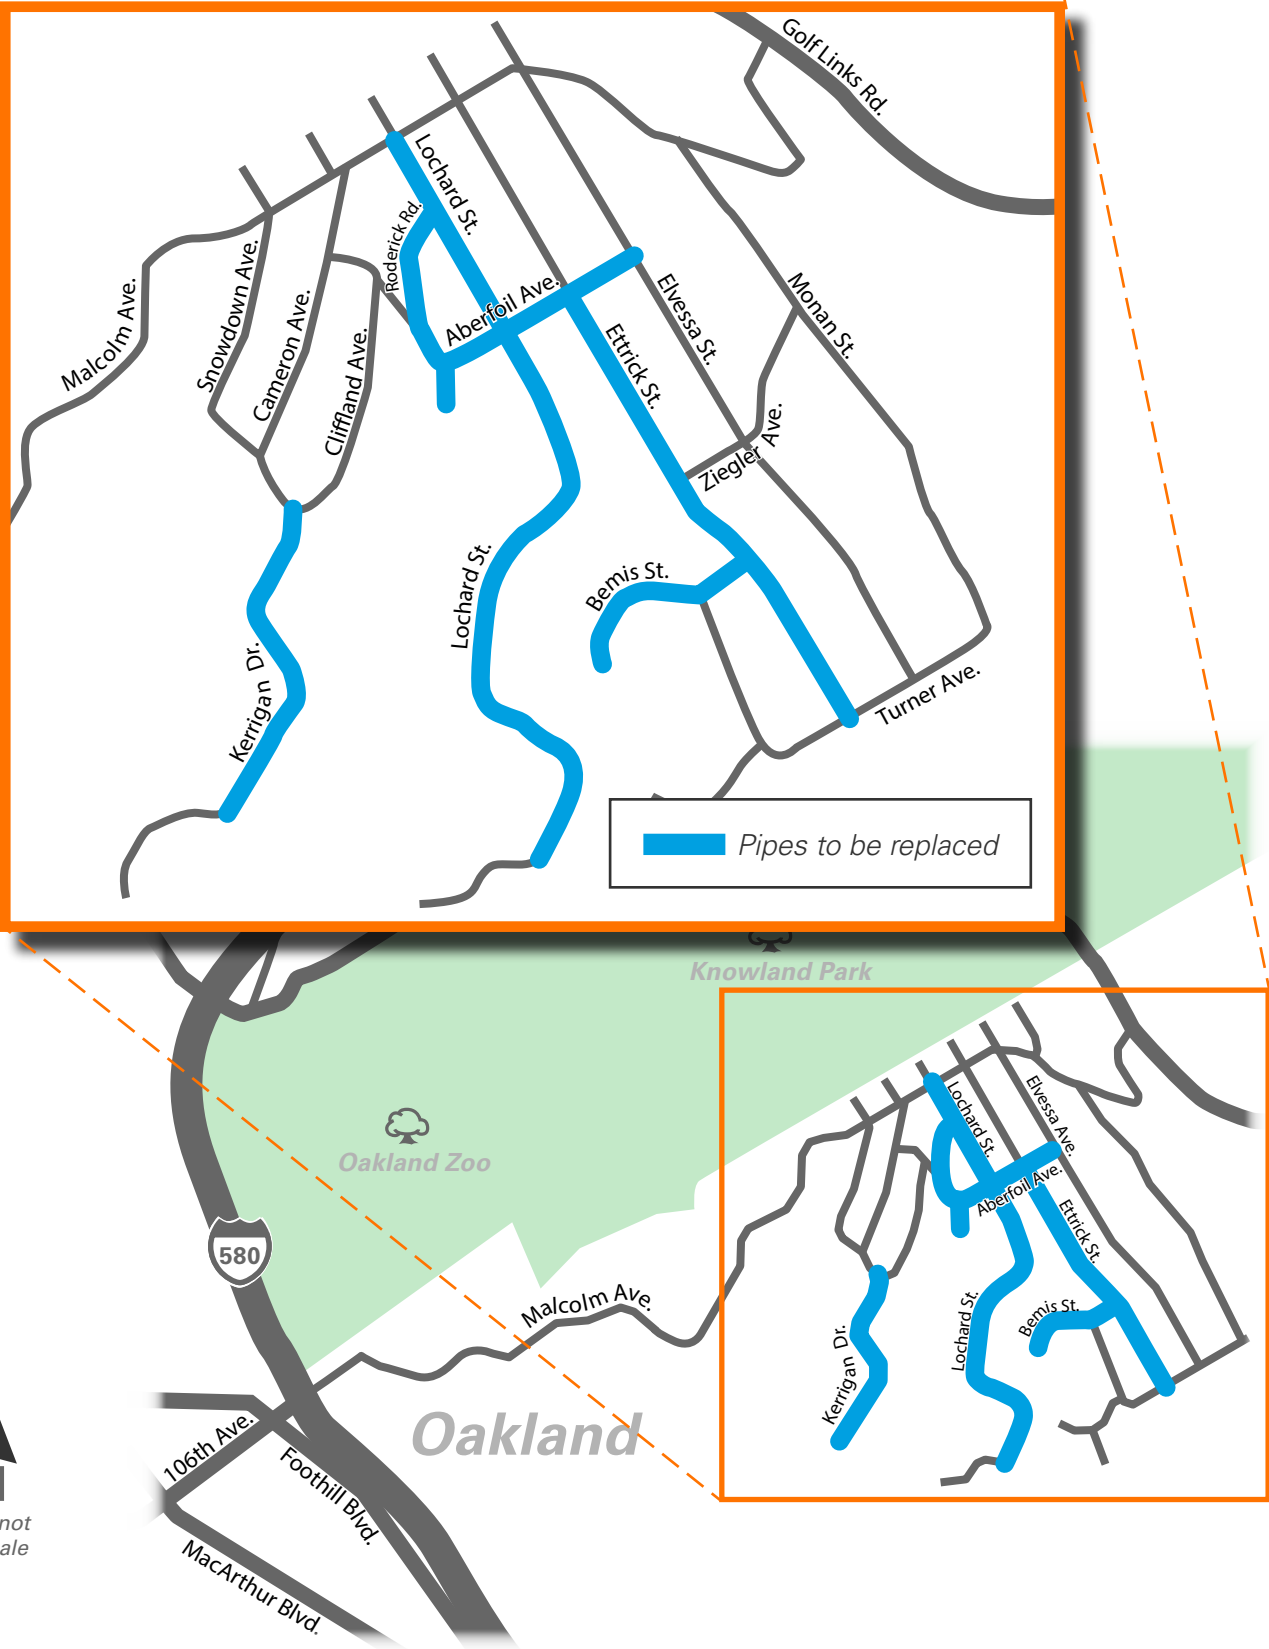 Golf Links Rd.
Lochard St.
Roderick Rd.
Malcolm Ave.
Snowdown Ave.
Cameron Ave.
Cliffland Ave.
Aberfoil Ave.
Elvessa St.
Monan St.
Ettrick St.
Ziegler Ave.
Lochard St.
Bemis St.
Kerrigan Dr.
Turner Ave.
Pipes to be replaced
Knowland Park
Oakland Zoo
Elvessa Ave.
Lochard St.
Aberfoil Ave.
Ettrick St.
580
Malcolm Ave.
Lochard St.
Bemis St.
Kerrigan Dr.
Oakland
106th Ave.
Foothill Blvd.
not
ale
MacArthur Blvd.